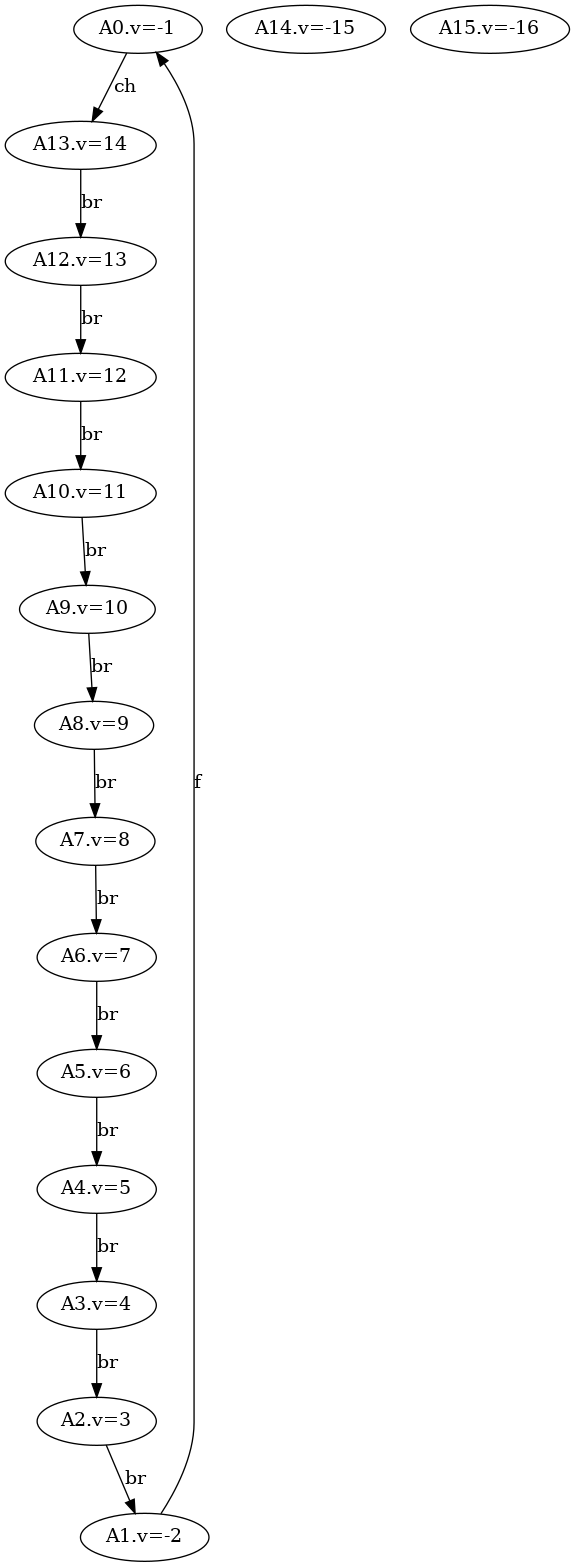 A0.v=-1 A14.v=-15 A15.v=-16
ch
A13.v=14
br
A12.v=13
br
A11.v=12
br
A10.v=11
br
A9.v=10
br
A8.v=9
br f
A7.v=8
br
A6.v=7
br
A5.v=6
br
A4.v=5
br
A3.v=4
br
A2.v=3
br
A1.v=-2